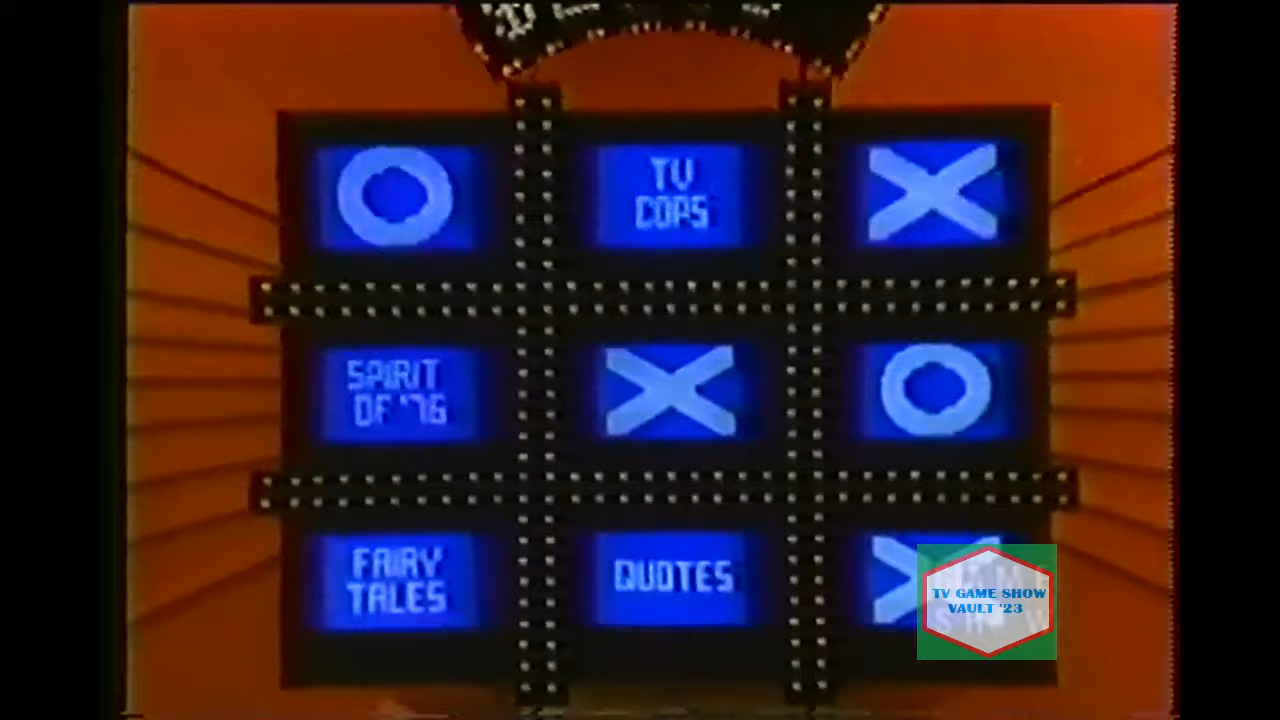 O
TV
COPS
X
SPIRIT
OF '76
X
O
FAIRY
TALES
QUOTES
X
TV GAME SHOW
VAULT '23